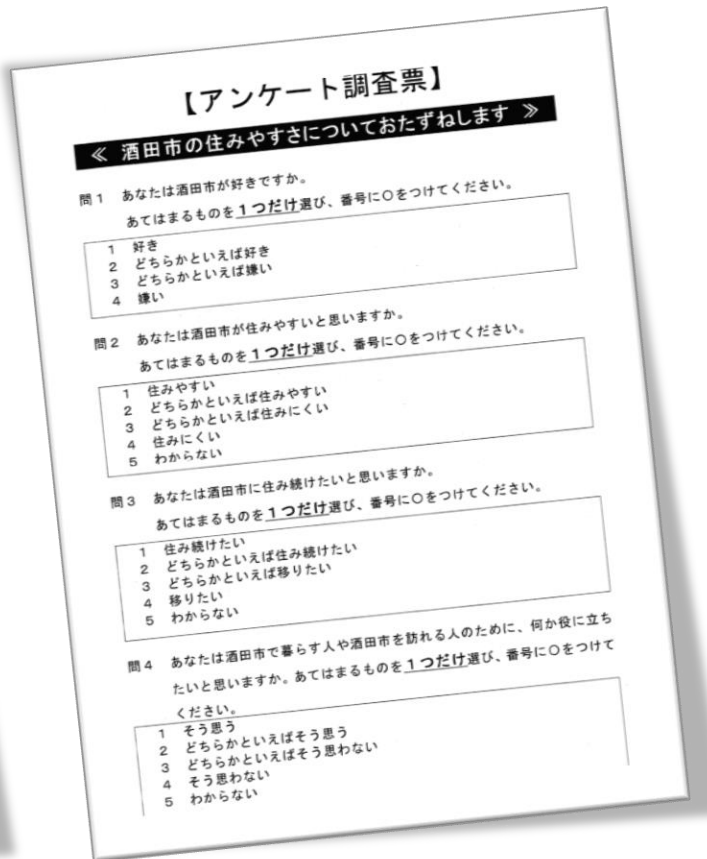 【アンケート調査票】
≪ 酒田市の住みやすさについておたずねします ≫
問１ あなたは酒田市が好きですか。
あてはまるものを１つだけ選び、番号に○をつけてください。
1 好き
2 どちらかといえば好き
3 どちらかといえば嫌い
4 嫌い
問２ あなたは酒田市が住みやすいと思いますか。
あてはまるものを１つだけ選び、番号に○をつけてください。
1 住みやすい
2 どちらかといえば住みやすい
3 どちらかといえば住みにくい
4 住みにくい
5 わからない
問３ あなたは酒田市に住み続けたいと思いますか。
あてはまるものを１つだけ選び、番号に○をつけてください。
1 住み続けたい
2 どちらかといえば住み続けたい
3 どちらかといえば移りたい
4 移りたい
5 わからない
問４ あなたは酒田市で暮らす人や酒田市を訪れる人のために、何か役に立ち
たいと思いますか。あてはまるものを１つだけ選び、番号に○をつけて
ください。
1 そう思う
2 どちらかといえばそう思う
3 どちらかといえばそう思わない
4 そう思わない
5 わからない